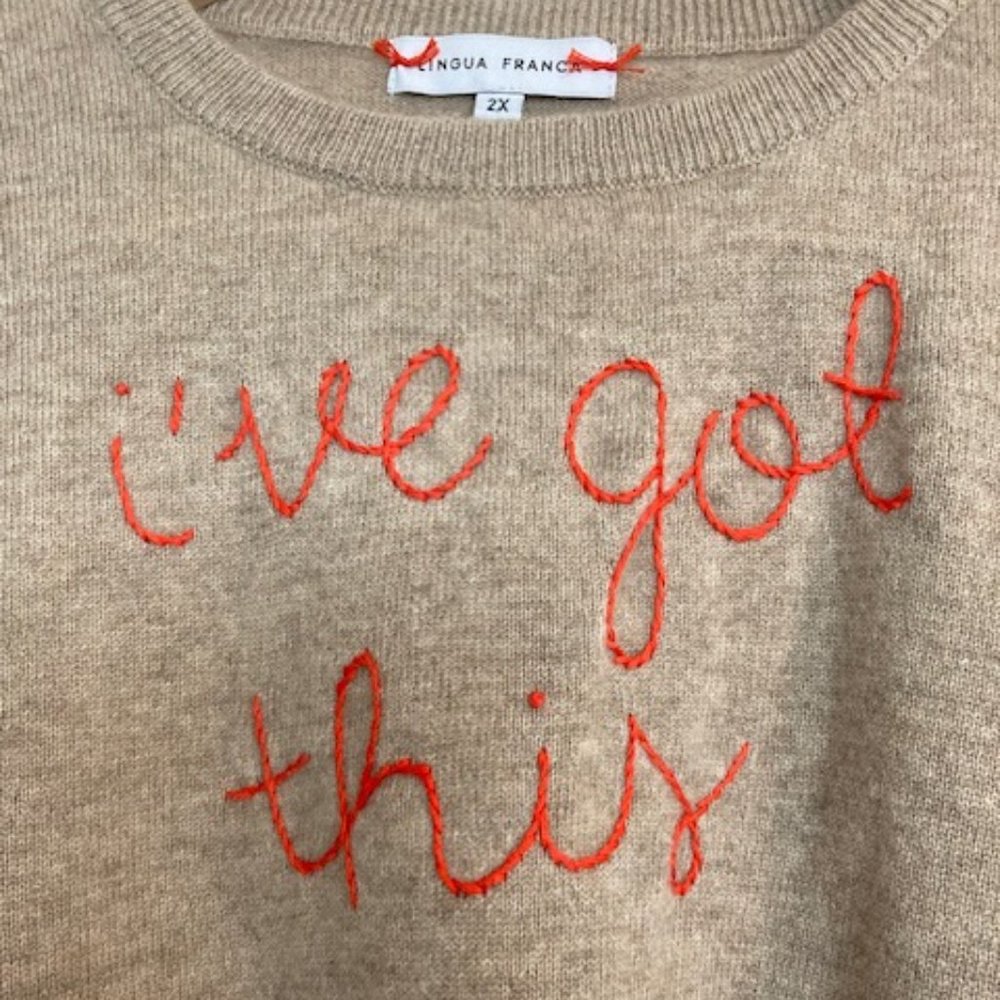 LINGUA FRANCA
2X
i've got
this